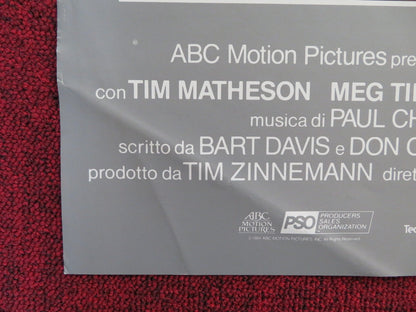 ABC Motion Pictures pre
con TIM MATHESON MEG TI
musica di PAUL CH
scritto da BART DAVIS e DON C
prodotto da TIM ZINNEMANN diret
ABC MOTION PICTURES
PSO PRODUCERS SALES ORGANIZATION
© 1984 ABC MOTION PICTURES, INC. All Rights Reserved.
Tec